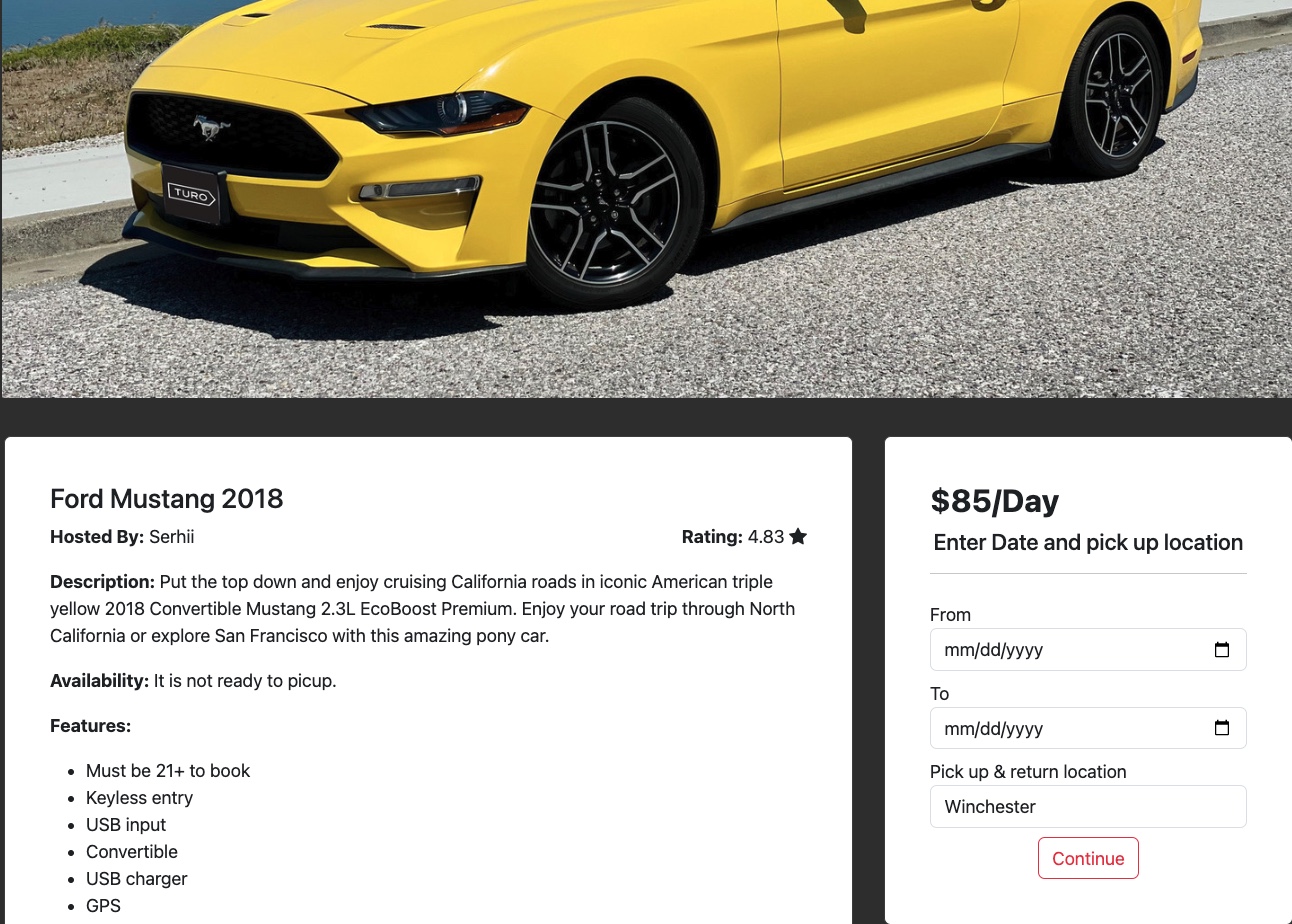 TURO
Ford Mustang 2018
Hosted By: Serhii
Rating: 4.83
Description: Put the top down and enjoy cruising California roads in iconic American triple
yellow 2018 Convertible Mustang 2.3L EcoBoost Premium. Enjoy your road trip through North
California or explore San Francisco with this amazing pony car.
Availability: It is not ready to picup.
Features:
Must be 21+ to book
Keyless entry
USB input
Convertible
USB charger
GPS
$85/Day
Enter Date and pick up location
From
mm/dd/yyyy
To
mm/dd/yyyy
Pick up & return location
Winchester
Continue